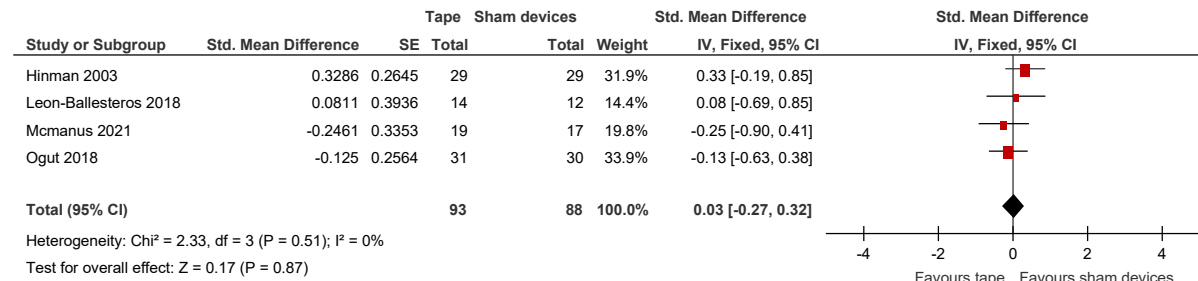 Tape Sham devices Std. Mean Difference Std. Mean Difference
Study or Subgroup Std. Mean Difference SE Total Total Weight IV, Fixed, 95% CI IV, Fixed, 95% CI
Hinman 2003 0.3286 0.2645 29 29 31.9% 0.33 [-0.19, 0.85]
Leon-Ballesteros 2018 0.0811 0.3936 14 12 14.4% 0.08 [-0.69, 0.85]
Mcmanus 2021 -0.2461 0.3353 19 17 19.8% -0.25 [-0.90, 0.41]
Ogut 2018 -0.125 0.2564 31 30 33.9% -0.13 [-0.63, 0.38]
Total (95% CI) 93 88 100.0% 0.03 [-0.27, 0.32]
Heterogeneity: Chi² = 2.33, df = 3 (P = 0.51); I² = 0%
Test for overall effect: Z = 0.17 (P = 0.87)
-4 -2 0 2 4
Favours tape Favours sham devices